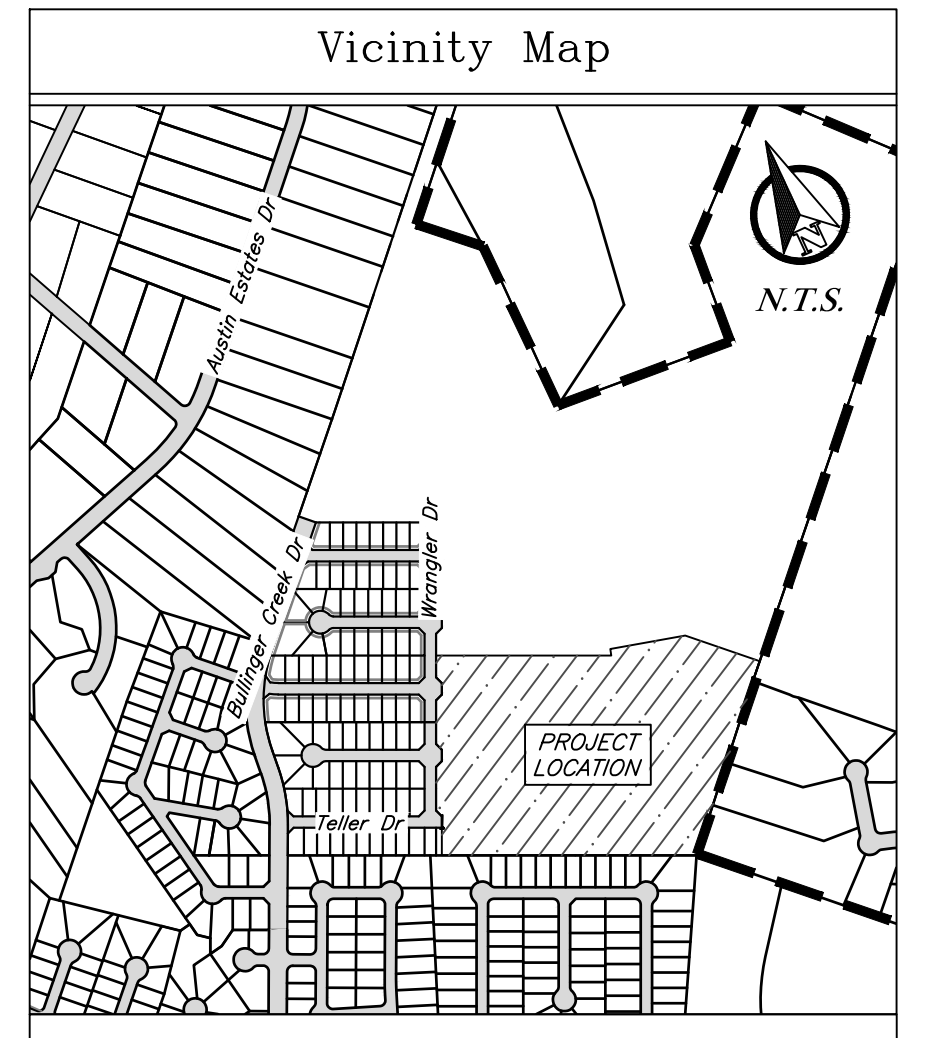 Vicinity Map
Austin Estates Dr
N
N.T.S.
Wrangler Dr
Bullinger Creek Dr
PROJECT
LOCATION
Teller Dr